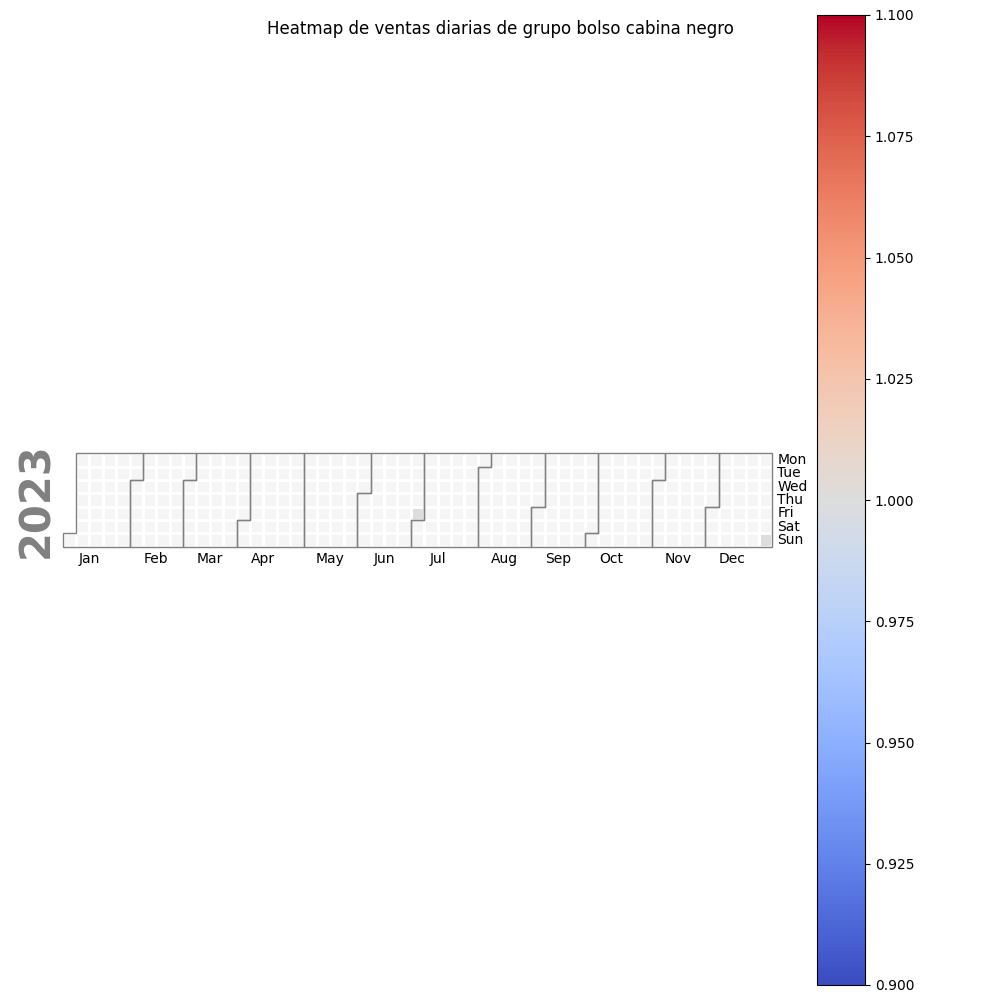 Heatmap de ventas diarias de grupo bolso cabina negro
2023
Mon
Tue
Wed
Thu
Fri
Sat
Sun
Jan Feb Mar Apr May Jun Jul Aug Sep Oct Nov Dec
1.100
1.075
1.050
1.025
1.000
0.975
0.950
0.925
0.900